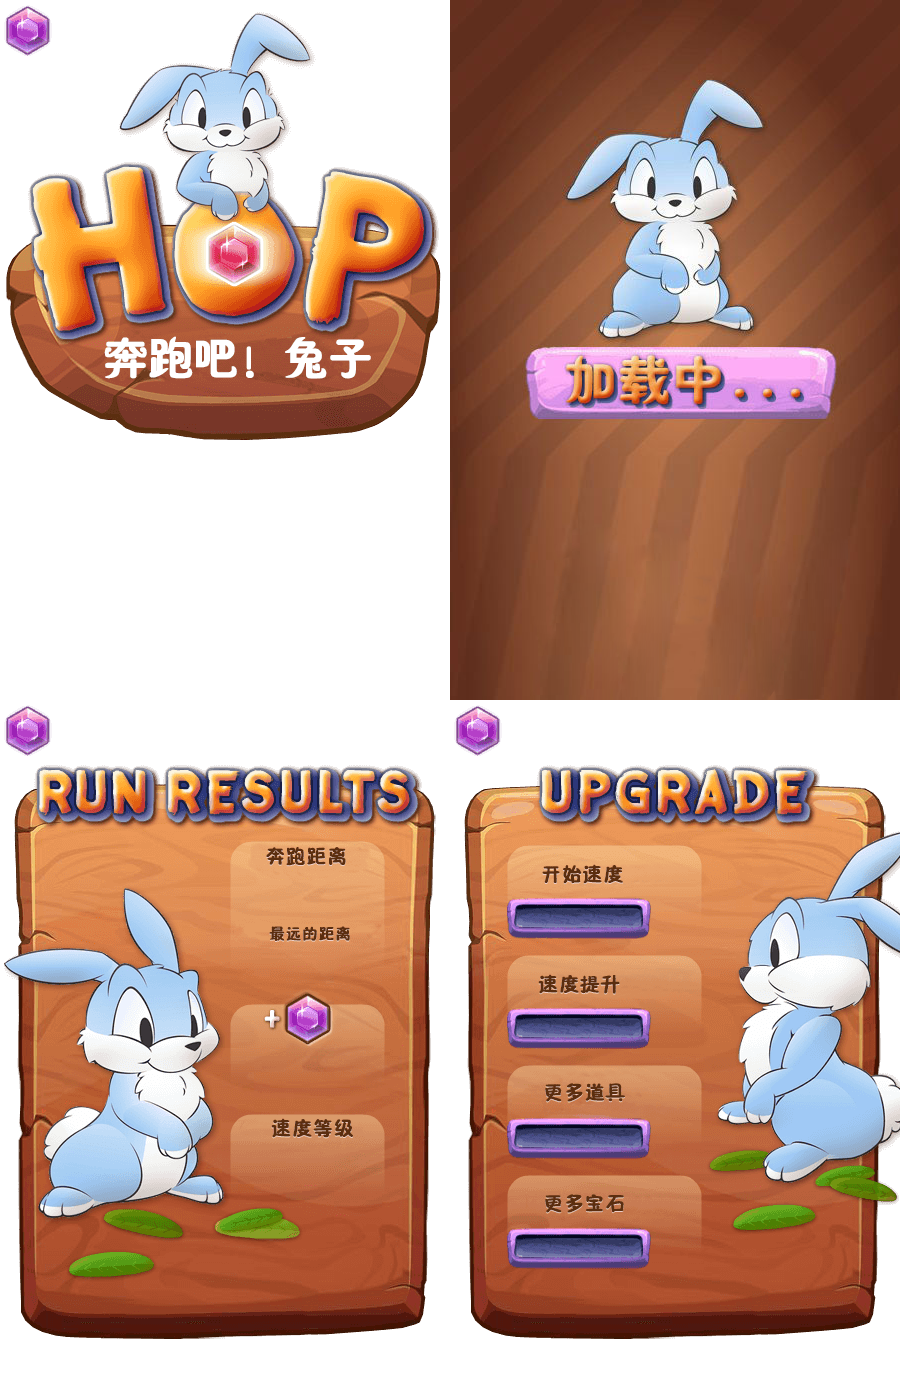 HOP
奔跑吧！兔子
加载中...
RUN RESULTS
奔跑距离
最远的距离
+
速度等级
UPGRADE
开始速度
速度提升
更多道具
更多宝石